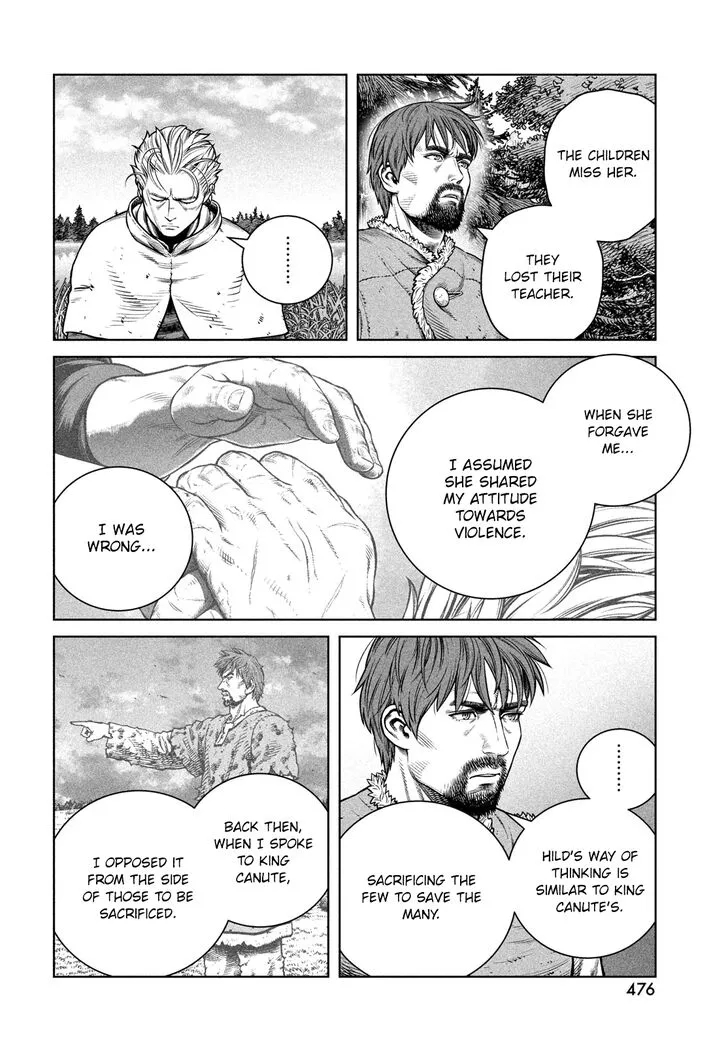 THE CHILDREN
MISS HER.
THEY
LOST THEIR
TEACHER.
........
WHEN SHE
FORGAVE
ME...
I ASSUMED
SHE SHARED
MY ATTITUDE
TOWARDS
VIOLENCE.
I WAS
WRONG...
........
HILD'S WAY OF
THINKING IS
SIMILAR TO KING
CANUTE'S.
SACRIFICING THE
FEW TO SAVE THE
MANY.
BACK THEN,
WHEN I SPOKE
TO KING
CANUTE,
I OPPOSED IT
FROM THE SIDE
OF THOSE TO BE
SACRIFICED.
476